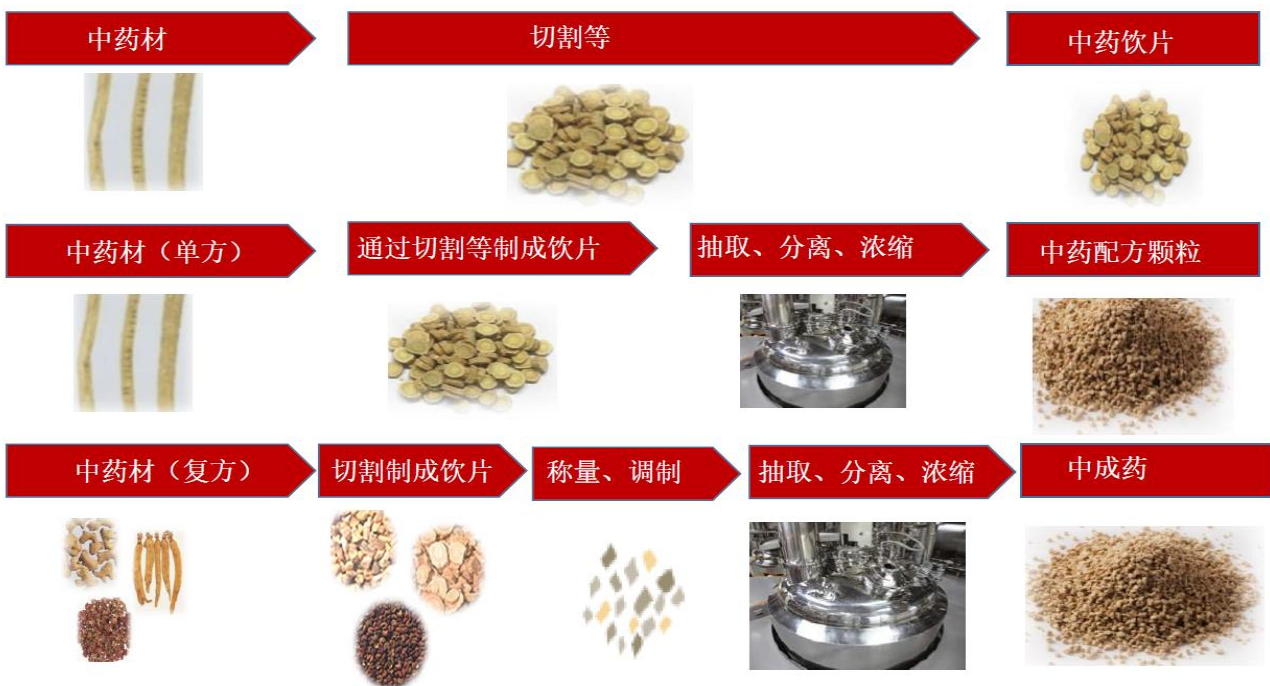 中药材
切割等
中药饮片
中药材（单方）
通过切割等制成饮片
抽取、分离、浓缩
中药配方颗粒
中药材（复方）
切割制成饮片
称量、调制
抽取、分离、浓缩
中成药